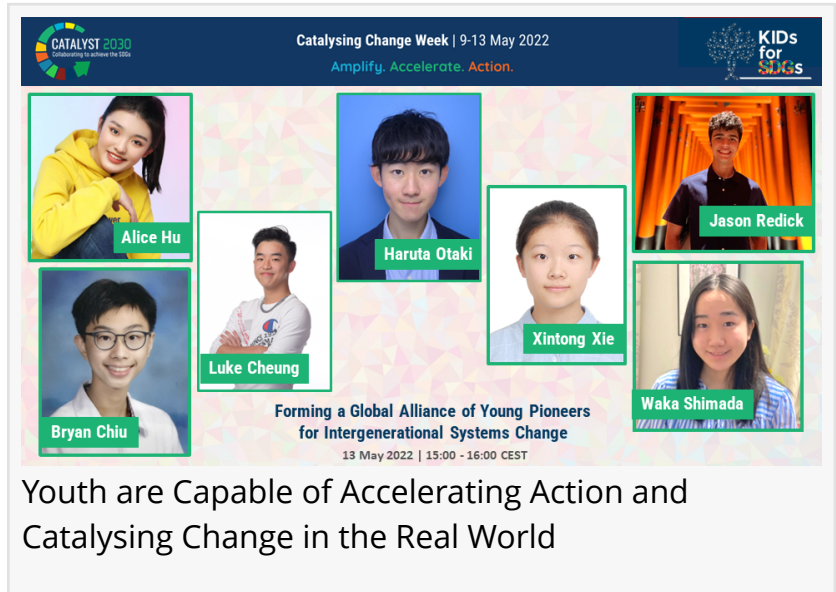 CATALYST 2030
Collaborating to achieve the SDGs
Catalysing Change Week | 9-13 May 2022
Amplify. Accelerate. Action.
KIDs
for
SDGs
Alice Hu
Haruta Otaki
Jason Redick
Luke Cheung
Xintong Xie
Bryan Chiu
Waka Shimada
Forming a Global Alliance of Young Pioneers
for Intergenerational Systems Change
13 May 2022 | 15:00 - 16:00 CEST
Youth are Capable of Accelerating Action and
Catalysing Change in the Real World